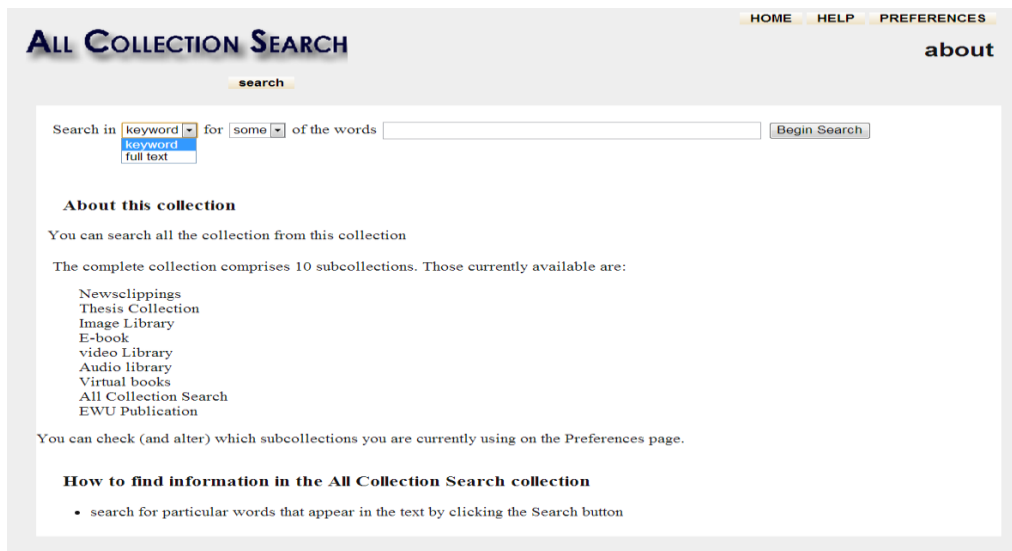 HOME HELP PREFERENCES
ALL COLLECTION SEARCH
about
search
Search in keyword for some of the words Begin Search
keyword
full text
About this collection
You can search all the collection from this collection
The complete collection comprises 10 subcollections. Those currently available are:
Newsclippings
Thesis Collection
Image Library
E-book
video Library
Audio library
Virtual books
All Collection Search
EWU Publication
You can check (and alter) which subcollections you are currently using on the Preferences page.
How to find information in the All Collection Search collection
• search for particular words that appear in the text by clicking the Search button